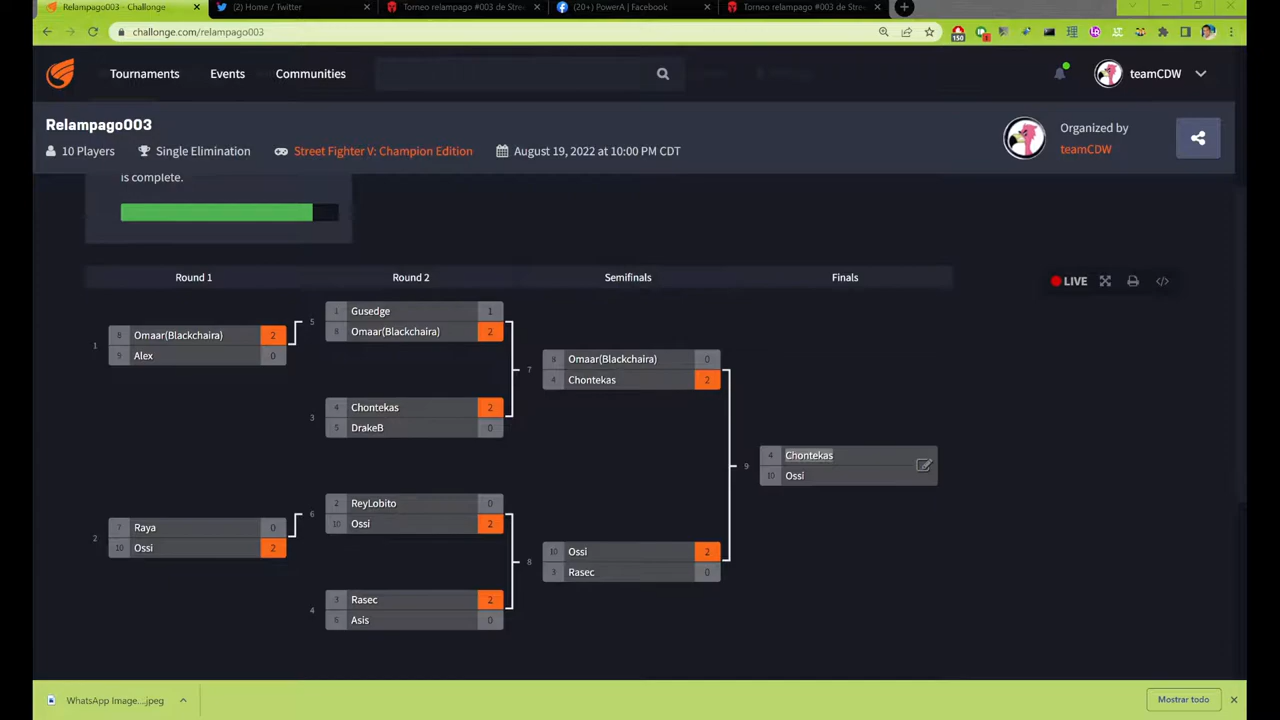 Relampago003 - Challonge
(2) Home / Twitter
Torneo relampago #003 de Stre
(20+) PowerA | Facebook
Torneo relampago #003 de Stre
challonge.com/relampago003
150
1
Tournaments
Events
Communities
teamCDW
Relampago003
10 Players
Single Elimination
Street Fighter V: Champion Edition
August 19, 2022 at 10:00 PM CDT
Organized by
teamCDW
is complete.
Round 1
Round 2
Semifinals
Finals
LIVE
1
8 Omaar(Blackchaira) 2
9 Alex 0
2
7 Raya 0
10 Ossi 2
5
1 Gusedge 1
8 Omaar(Blackchaira) 2
3
4 Chontekas 2
5 DrakeB 0
6
2 ReyLobito 0
10 Ossi 2
4
3 Rasec 2
6 Asis 0
7
8 Omaar(Blackchaira) 0
4 Chontekas 2
8
10 Ossi 2
3 Rasec 0
9
4 Chontekas
10 Ossi
WhatsApp Image....jpeg
Mostrar todo